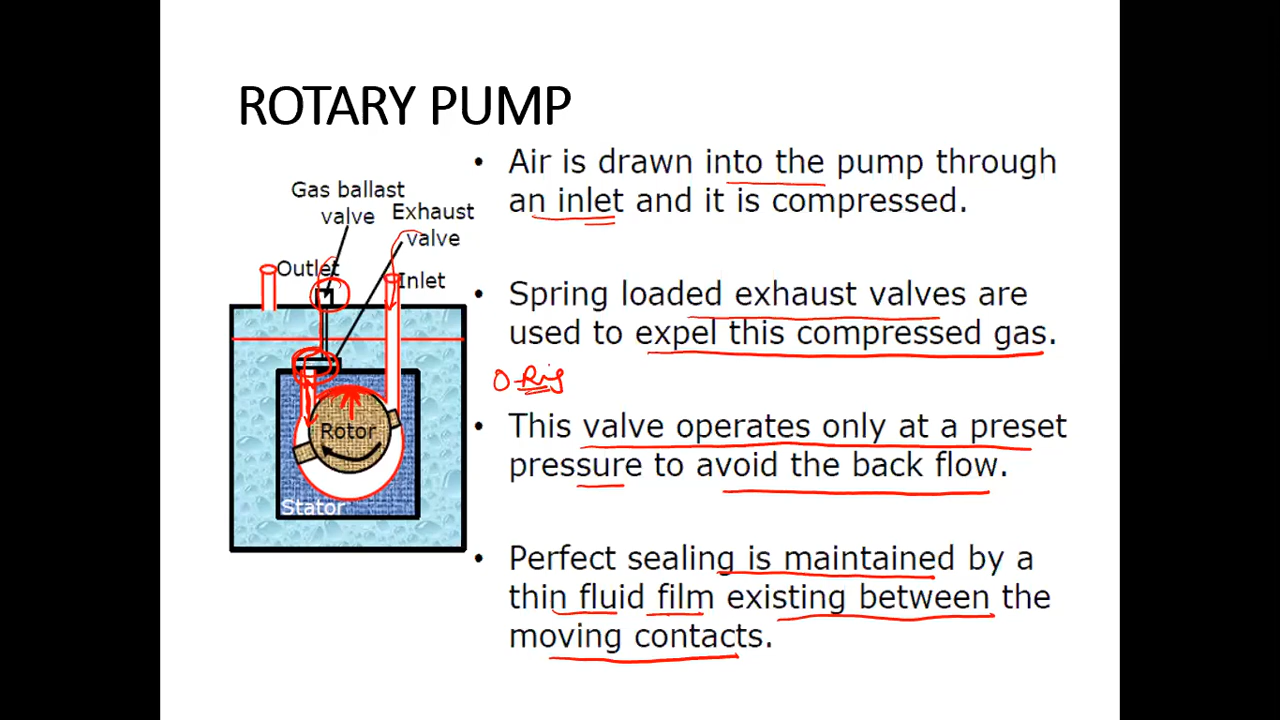 ROTARY PUMP
• Air is drawn into the pump through
an inlet and it is compressed.
Gas ballast
valve
Exhaust
valve
Outlet
Inlet
• Spring loaded exhaust valves are
used to expel this compressed gas.
O-Rig
• This valve operates only at a preset
pressure to avoid the back flow.
Rotor
Stator
• Perfect sealing is maintained by a
thin fluid film existing between the
moving contacts.